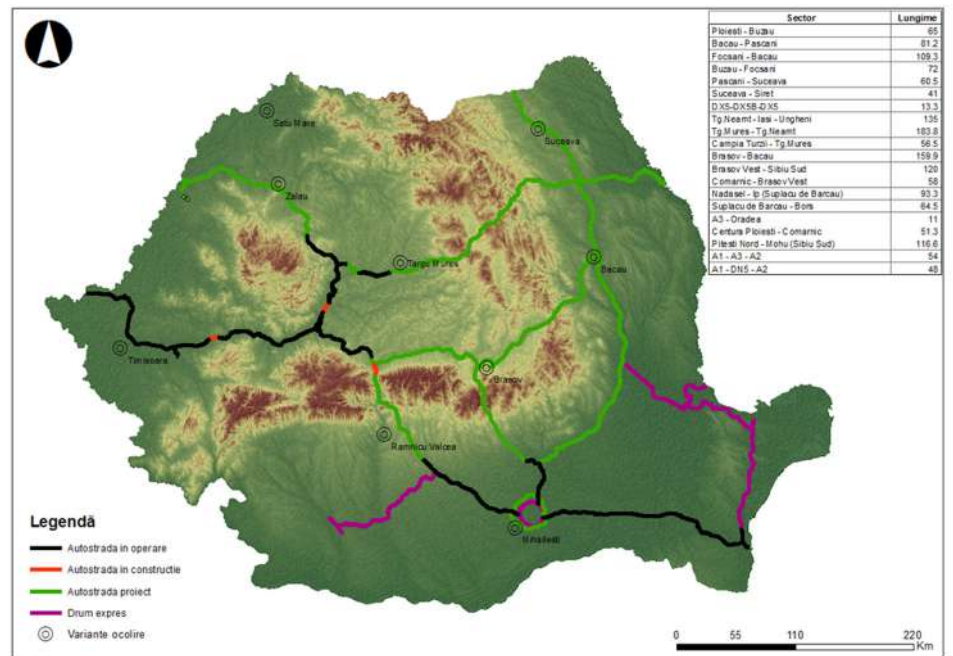 Sector Lungime
Ploiesti - Buzau 65
Bacau - Pascani 81.2
Focsani - Bacau 109.3
Buzau - Focsani 72
Pascani - Suceava 60.5
Suceava - Siret 41
DX5-DX5B-DX5 13.3
Tg.Neamt - Iasi - Ungheni 135
Tg.Mures - Tg.Neamt 183.8
Campia Turzii - Tg.Mures 56.5
Brasov - Bacau 159.9
Brasov Vest - Sibiu Sud 120
Comarnic - Brasov Vest 58
Nadasel - Ip (Suplacu de Barcau) 93.3
Suplacu de Barcau - Bors 64.5
A3 - Oradea 11
Centura Ploiesti - Comarnic 51.3
Pitesti Nord - Mohu (Sibiu Sud) 116.6
A1 - A3 - A2 54
A1 - DN5 - A2 48
Satu Mare
Suceava
Zalau
Targu Mures
Bacau
Timisoara
Brasov
Ramnicu Valcea
Mihailesti
Legendă
Autostrada in operare
Autostrada in constructie
Autostrada proiect
Drum expres
Variante ocolire
0 55 110 220
Km